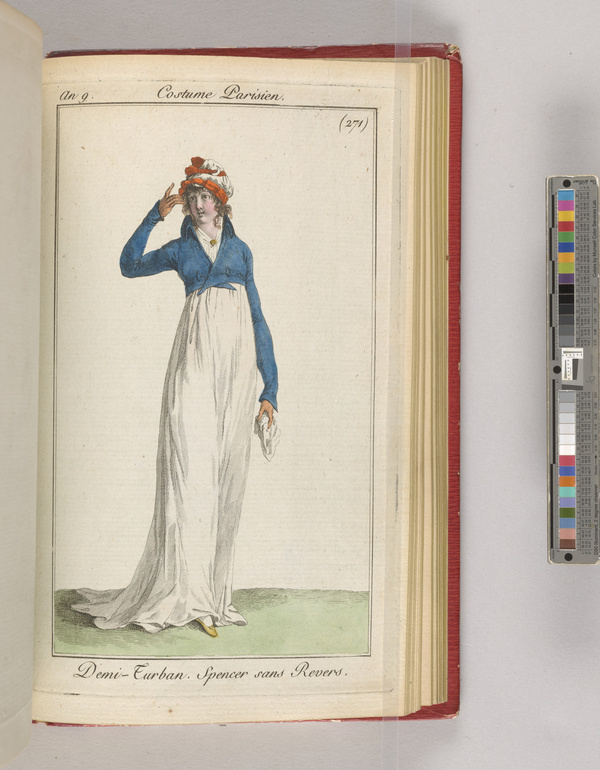 An 9. Costume Parisien.
(271)
Demi-Turban. Spencer sans Revers.